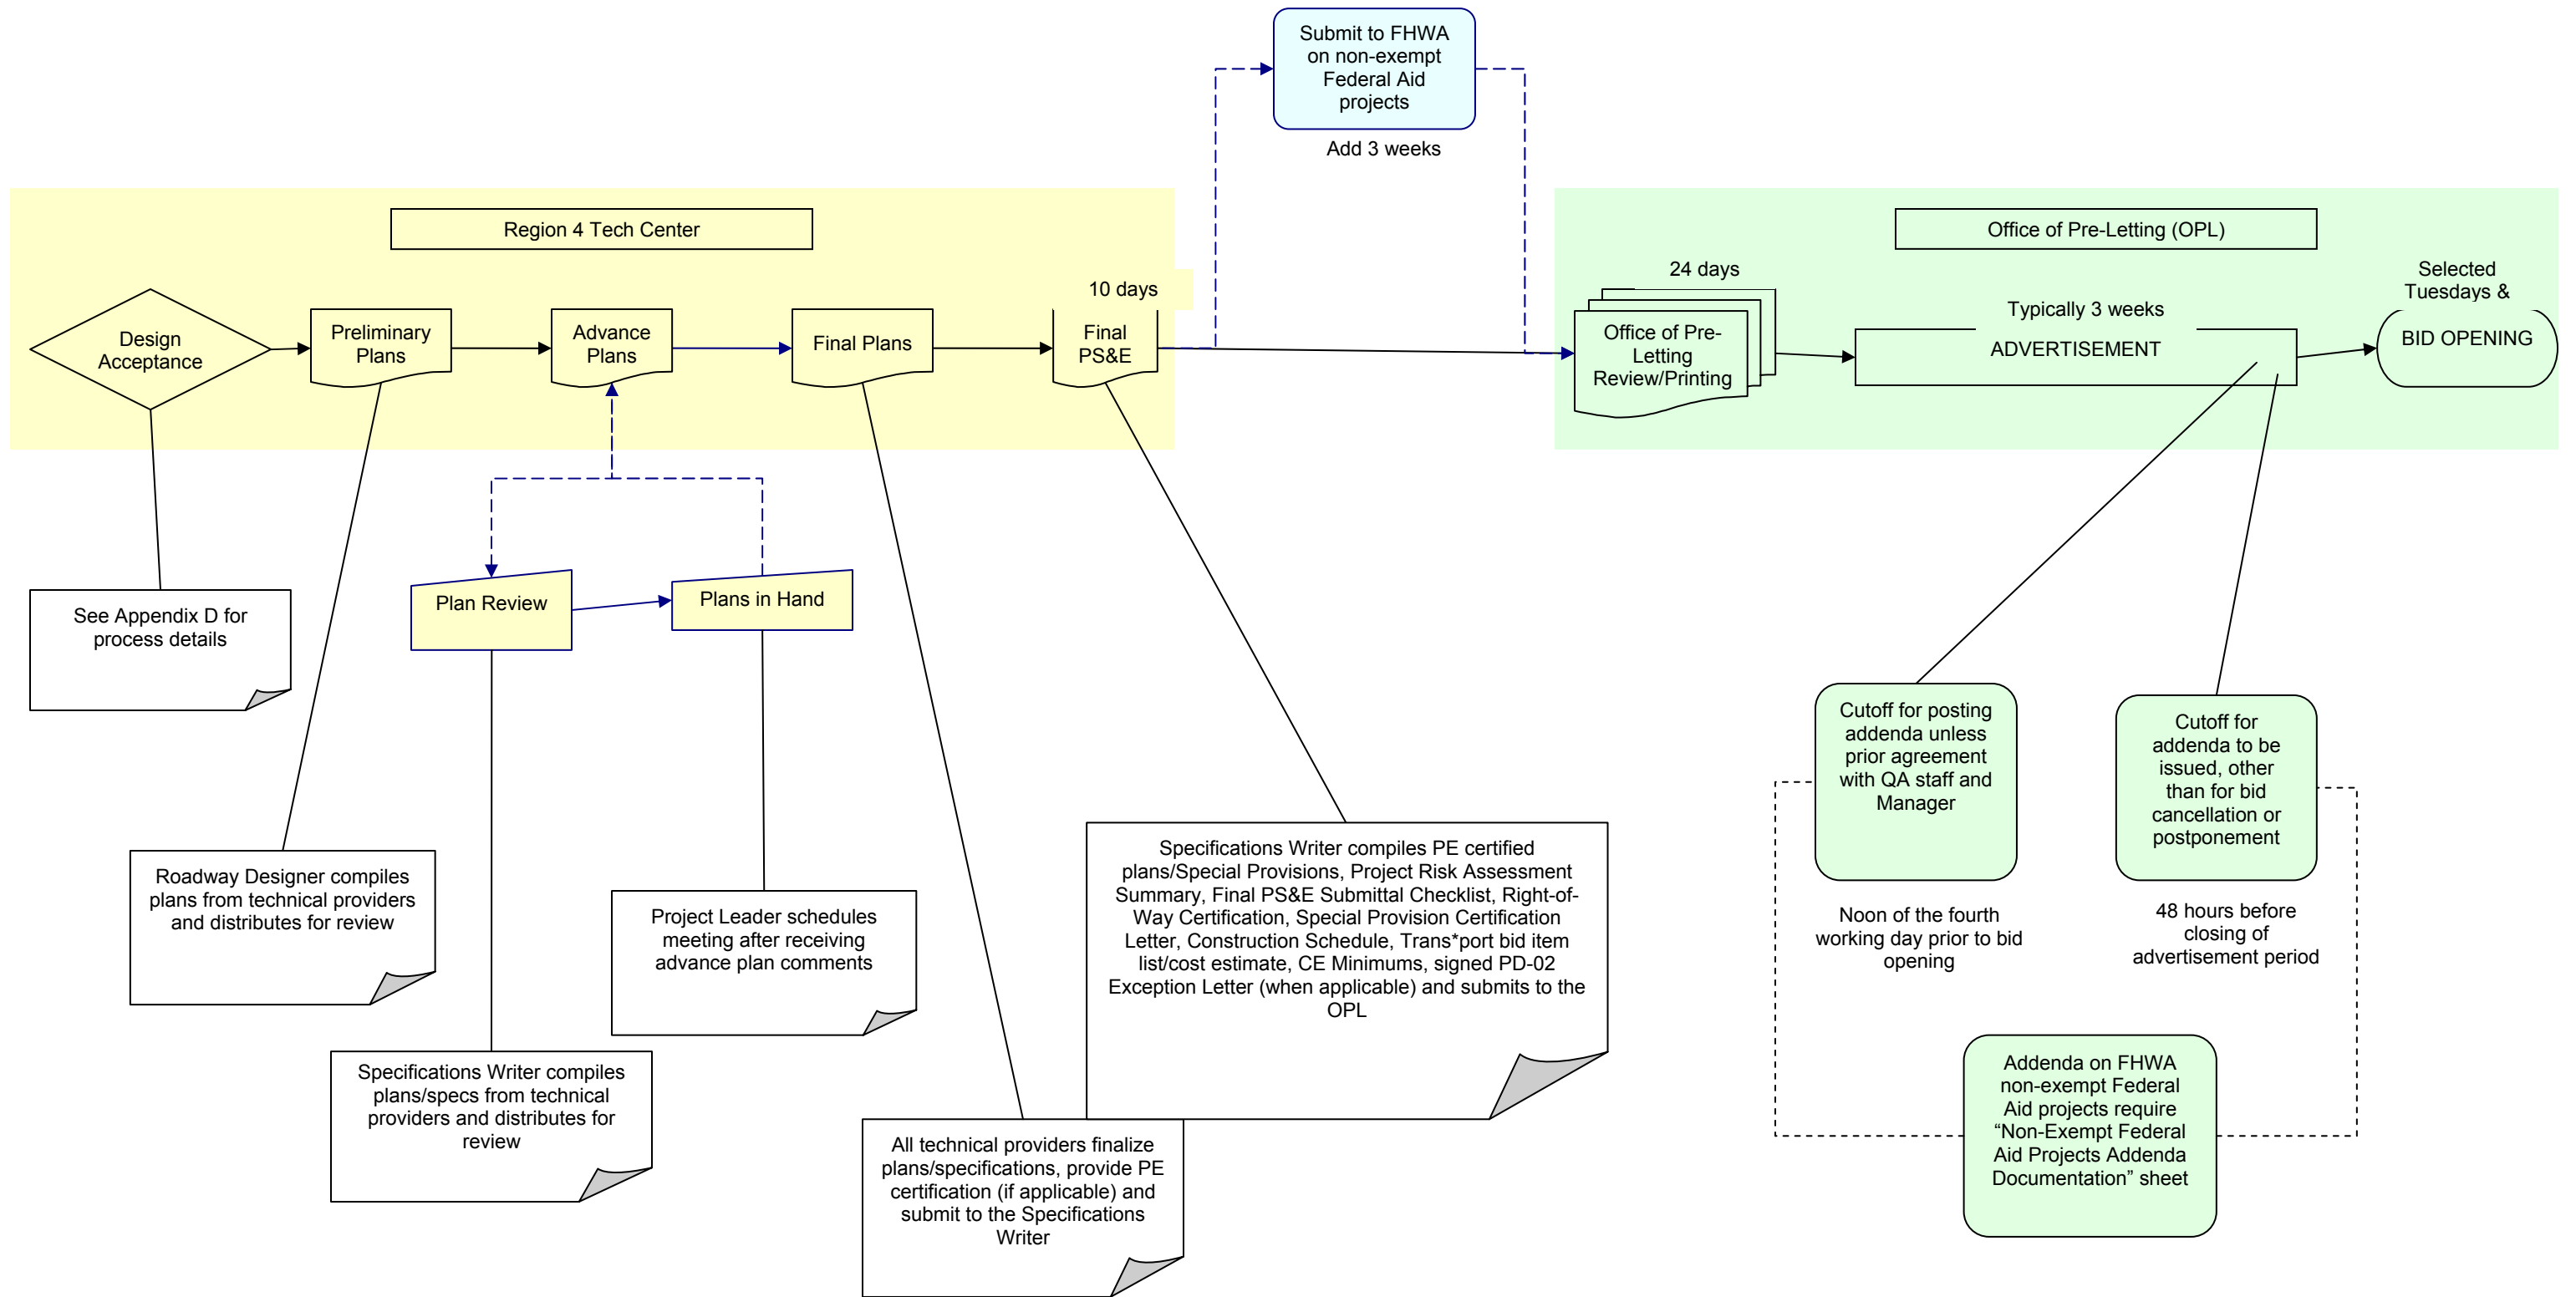 Submit to FHWA
on non-exempt
Federal Aid
projects
Add 3 weeks
Region 4 Tech Center
Office of Pre-Letting (OPL)
Design
Acceptance
Preliminary
Plans
Advance
Plans
Final Plans
10 days
Final
PS&E
24 days
Office of Pre-
Letting
Review/Printing
Typically 3 weeks
ADVERTISEMENT
Selected
Tuesdays &
BID OPENING
Plan Review
Plans in Hand
See Appendix D for
process details
Roadway Designer compiles
plans from technical providers
and distributes for review
Specifications Writer compiles
plans/specs from technical
providers and distributes for
review
Project Leader schedules
meeting after receiving
advance plan comments
All technical providers finalize
plans/specifications, provide PE
certification (if applicable) and
submit to the Specifications
Writer
Specifications Writer compiles PE certified
plans/Special Provisions, Project Risk Assessment
Summary, Final PS&E Submittal Checklist, Right-of-
Way Certification, Special Provision Certification
Letter, Construction Schedule, Trans*port bid item
list/cost estimate, CE Minimums, signed PD-02
Exception Letter (when applicable) and submits to the
OPL
Cutoff for posting
addenda unless
prior agreement
with QA staff and
Manager
Noon of the fourth
working day prior to bid
opening
Cutoff for
addenda to be
issued, other
than for bid
cancellation or
postponement
48 hours before
closing of
advertisement period
Addenda on FHWA
non-exempt Federal
Aid projects require
“Non-Exempt Federal
Aid Projects Addenda
Documentation” sheet